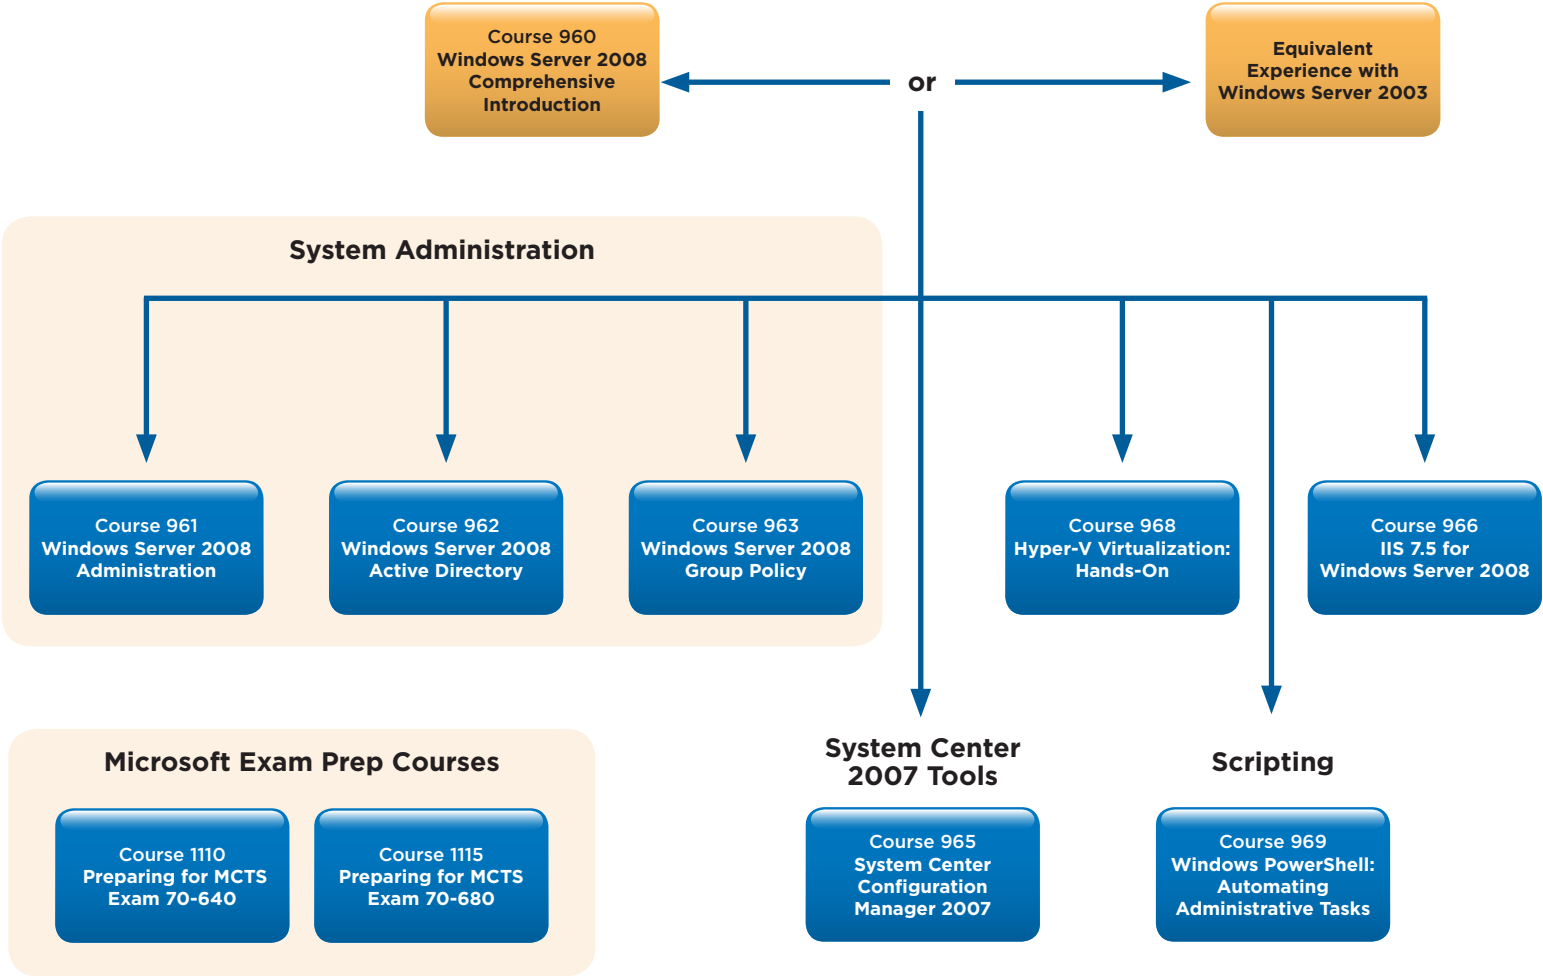 Course 960
Windows Server 2008
Comprehensive
Introduction
or
Equivalent
Experience with
Windows Server 2003
System Administration
Course 961
Windows Server 2008
Administration
Course 962
Windows Server 2008
Active Directory
Course 963
Windows Server 2008
Group Policy
Course 968
Hyper-V Virtualization:
Hands-On
Course 966
IIS 7.5 for
Windows Server 2008
Microsoft Exam Prep Courses
Course 1110
Preparing for MCTS
Exam 70-640
Course 1115
Preparing for MCTS
Exam 70-680
System Center
2007 Tools
Course 965
System Center
Configuration
Manager 2007
Scripting
Course 969
Windows PowerShell:
Automating
Administrative Tasks